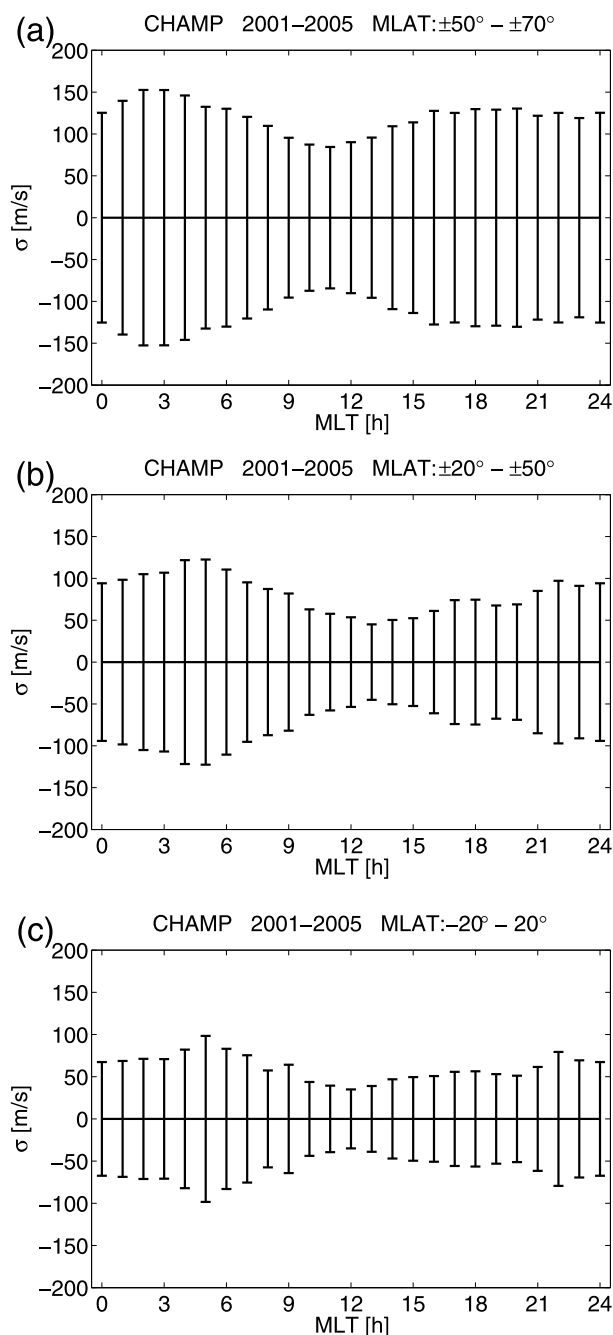 (a)
CHAMP 2001–2005 MLAT:±50° – ±70°
200
150
100
50
0
−50
−100
−150
−200
σ [m/s]
0 3 6 9 12 15 18 21 24
MLT [h]
(b)
CHAMP 2001–2005 MLAT:±20° – ±50°
200
150
100
50
0
−50
−100
−150
−200
σ [m/s]
0 3 6 9 12 15 18 21 24
MLT [h]
(c)
CHAMP 2001–2005 MLAT:−20° – 20°
200
150
100
50
0
−50
−100
−150
−200
σ [m/s]
0 3 6 9 12 15 18 21 24
MLT [h]